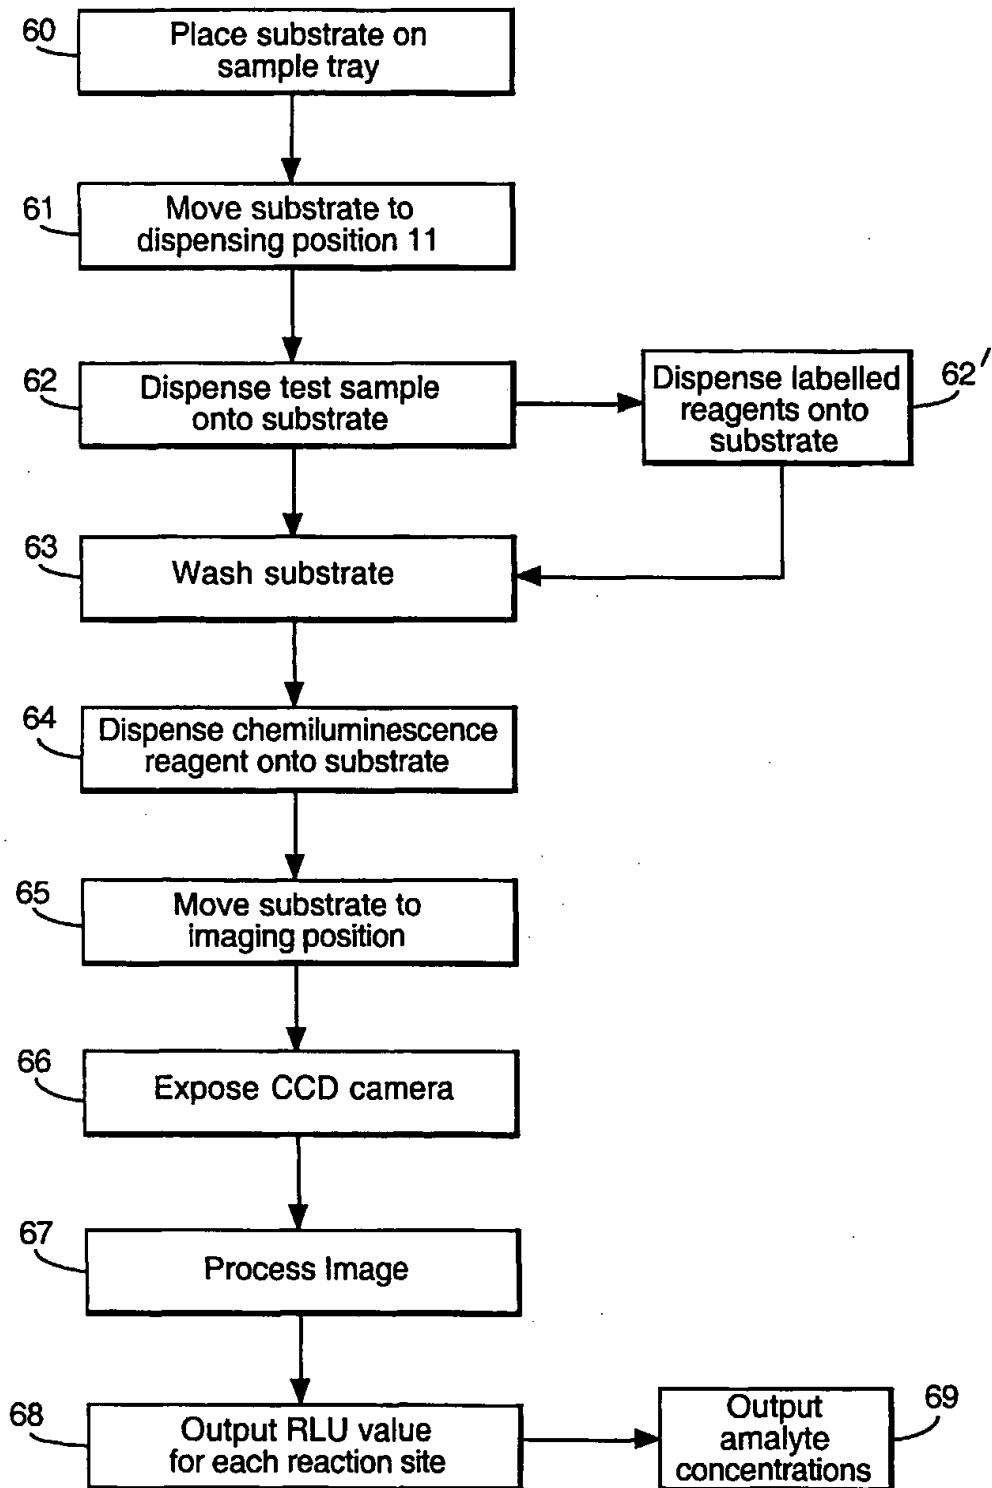 60
Place substrate on
sample tray
61
Move substrate to
dispensing position 11
62
Dispense test sample
onto substrate
Dispense labelled
reagents onto
substrate
62'
63
Wash substrate
64
Dispense chemiluminescence
reagent onto substrate
65
Move substrate to
imaging position
66
Expose CCD camera
67
Process Image
68
Output RLU value
for each reaction site
Output
amalyte
concentrations
69